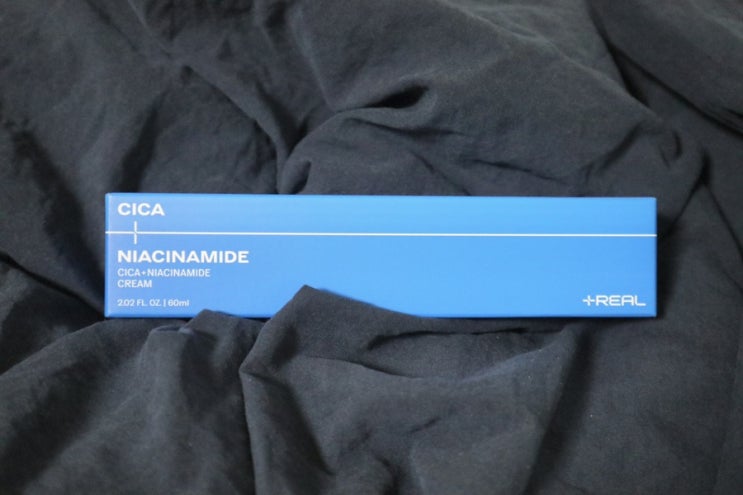 CICA
NIACINAMIDE
CICA+NIACINAMIDE
CREAM
2.02 FL. OZ. | 60ml
+REAL